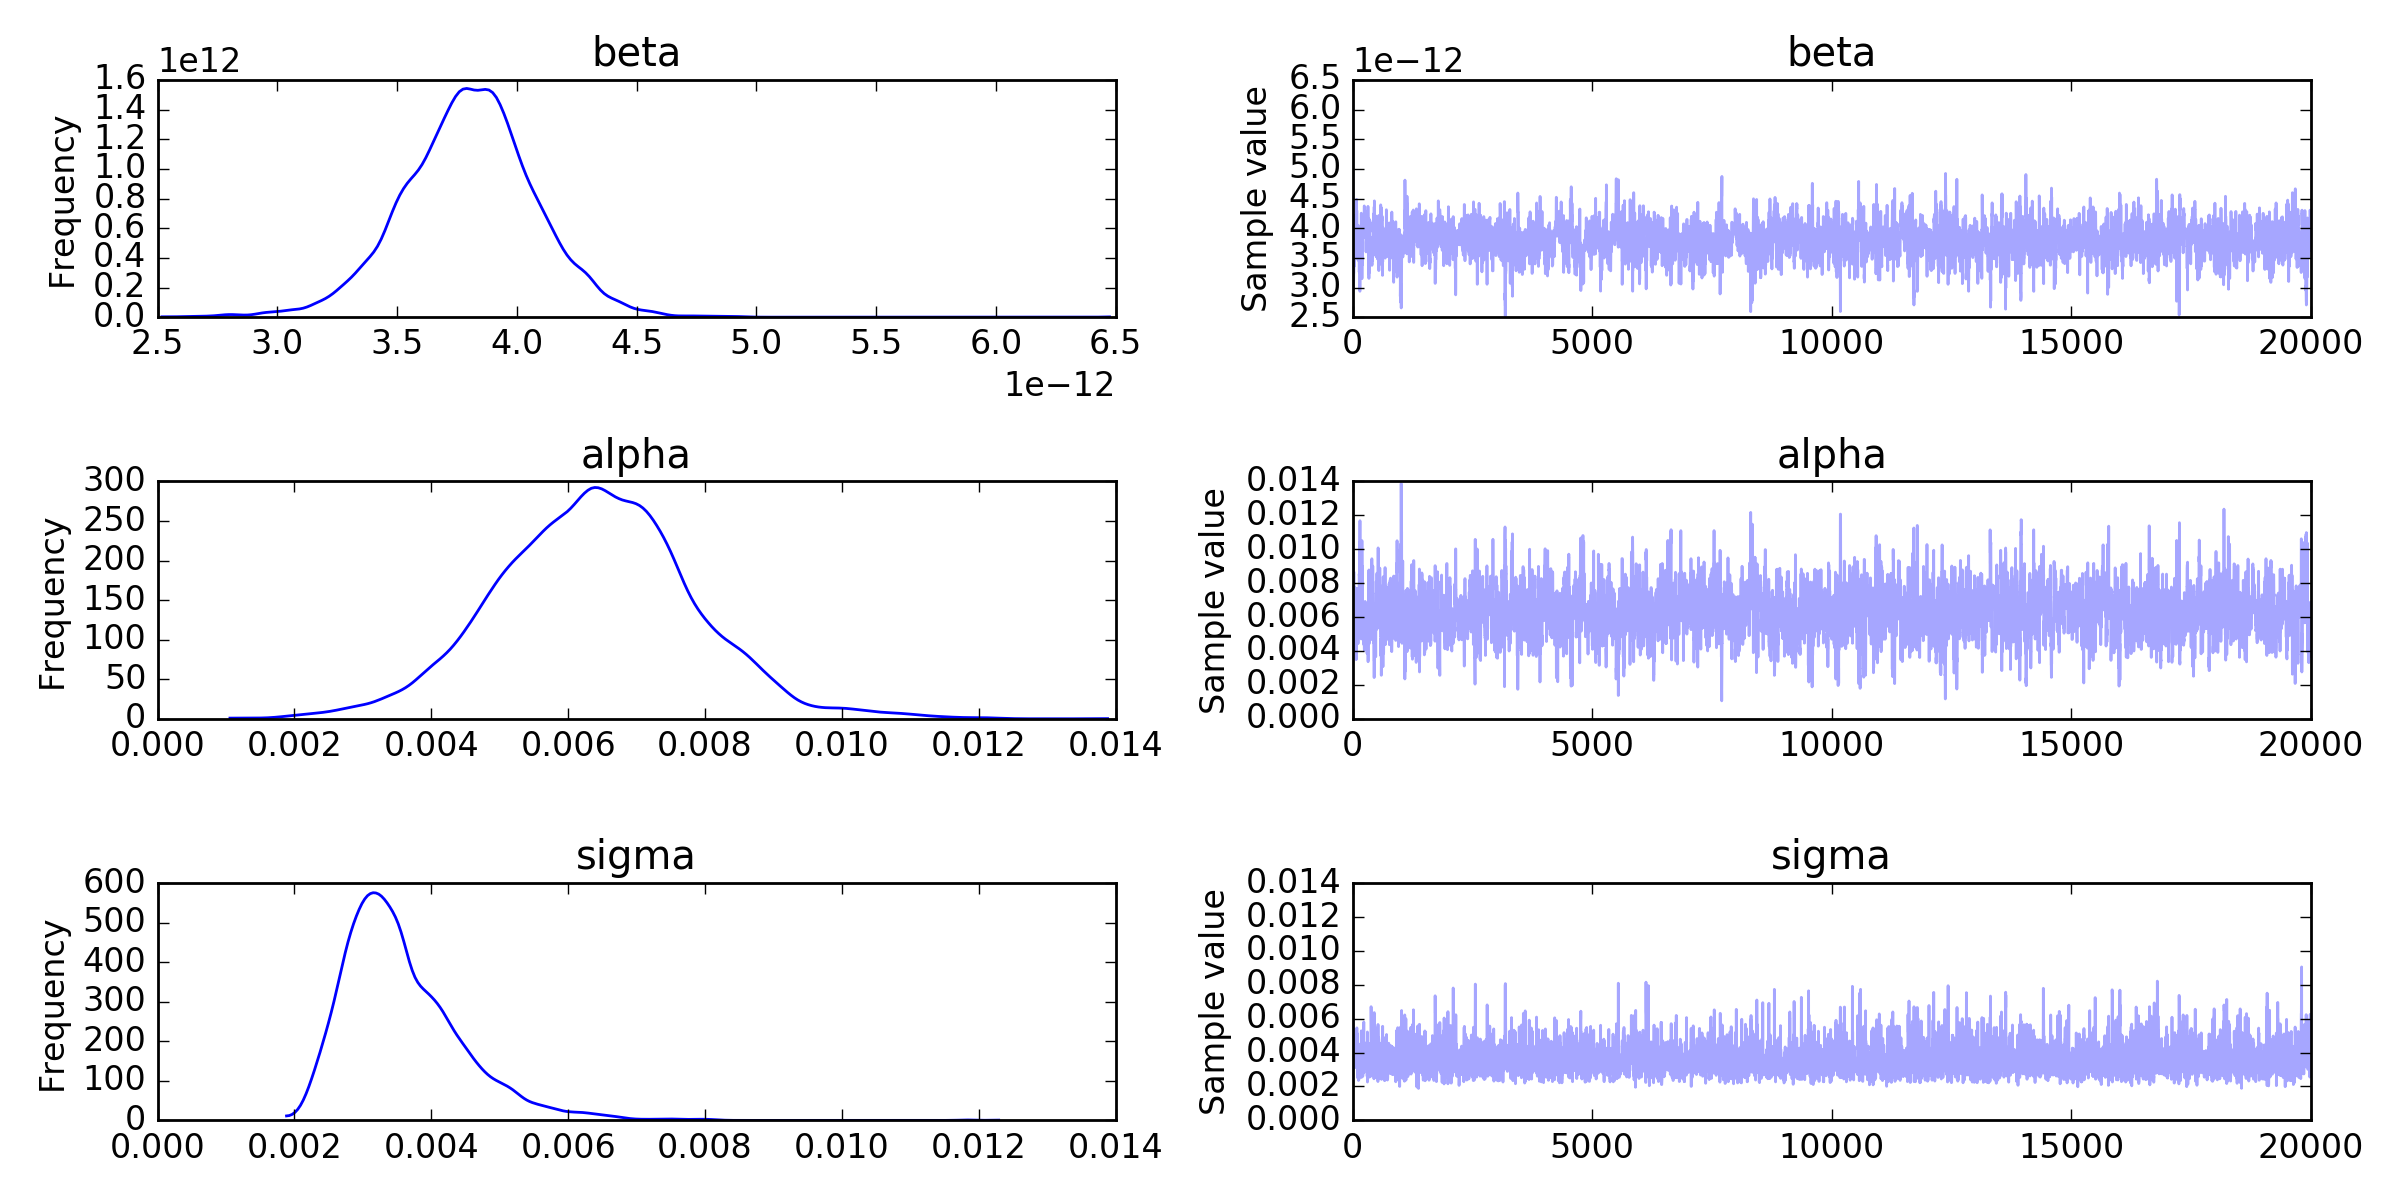 beta
1e12
1.6
1.4
1.2
1.0
0.8
0.6
0.4
0.2
0.0
Frequency
2.5 3.0 3.5 4.0 4.5 5.0 5.5 6.0 6.5
1e−12
beta
1e−12
6.5
6.0
5.5
5.0
4.5
4.0
3.5
3.0
2.5
Sample value
0 5000 10000 15000 20000
alpha
300
250
200
150
100
50
0
Frequency
0.000 0.002 0.004 0.006 0.008 0.010 0.012 0.014
alpha
0.014
0.012
0.010
0.008
0.006
0.004
0.002
0.000
Sample value
0 5000 10000 15000 20000
sigma
600
500
400
300
200
100
0
Frequency
0.000 0.002 0.004 0.006 0.008 0.010 0.012 0.014
sigma
0.014
0.012
0.010
0.008
0.006
0.004
0.002
0.000
Sample value
0 5000 10000 15000 20000